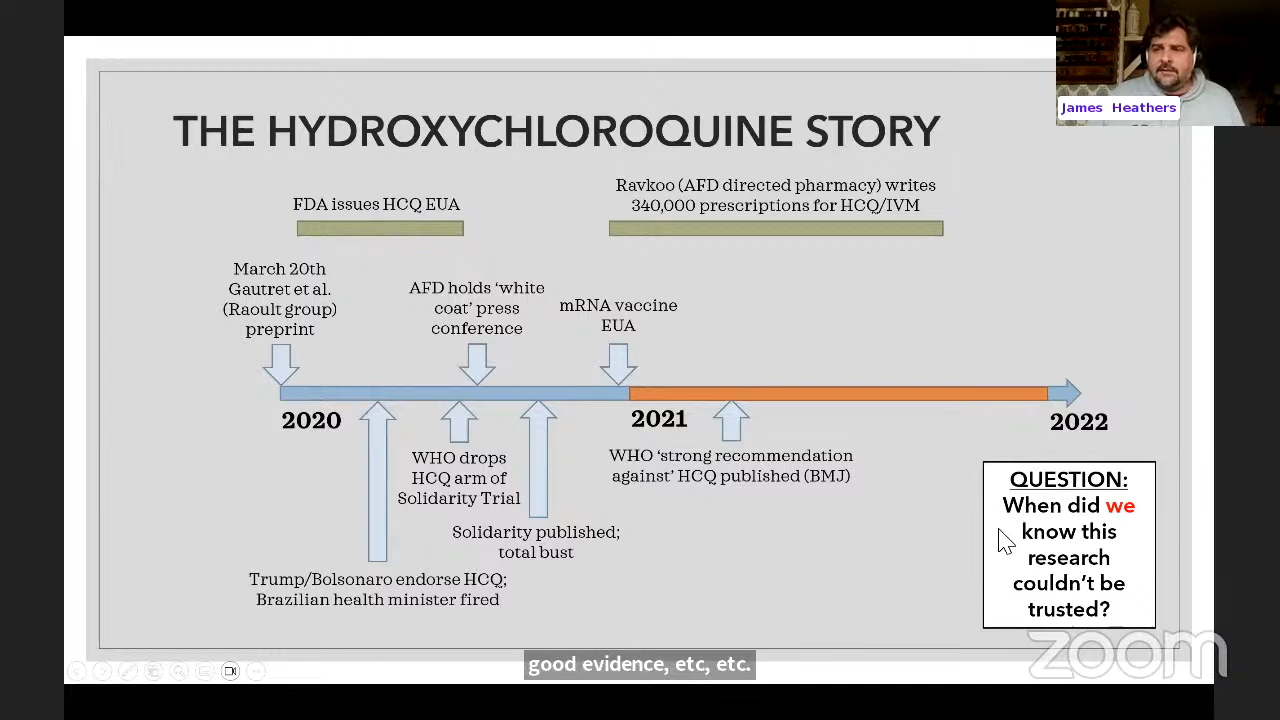 James Heathers
THE HYDROXYCHLOROQUINE STORY
FDA issues HCQ EUA
Ravkoo (AFD directed pharmacy) writes
340,000 prescriptions for HCQ/IVM
March 20th
Gautret et al.
(Raoult group)
preprint
AFD holds ‘white
coat’ press
conference
mRNA vaccine
EUA
2020
2021
2022
WHO drops
HCQ arm of
Solidarity Trial
WHO ‘strong recommendation
against’ HCQ published (BMJ)
Solidarity published;
total bust
Trump/Bolsonaro endorse HCQ;
Brazilian health minister fired
QUESTION:
When did we
know this
research
couldn’t be
trusted?
zoom
good evidence, etc, etc.